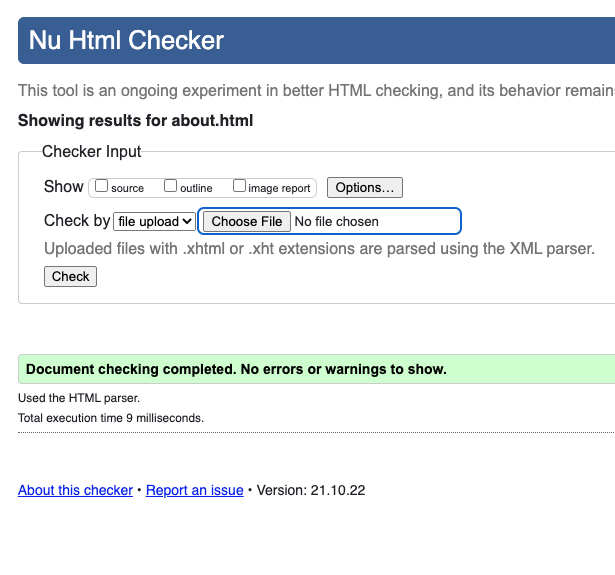 Nu Html Checker
This tool is an ongoing experiment in better HTML checking, and its behavior remain
Showing results for about.html
Checker Input
Show source outline image report Options...
Check by file upload Choose File No file chosen
Uploaded files with .xhtml or .xht extensions are parsed using the XML parser.
Check
Document checking completed. No errors or warnings to show.
Used the HTML parser.
Total execution time 9 milliseconds.
About this checker • Report an issue • Version: 21.10.22